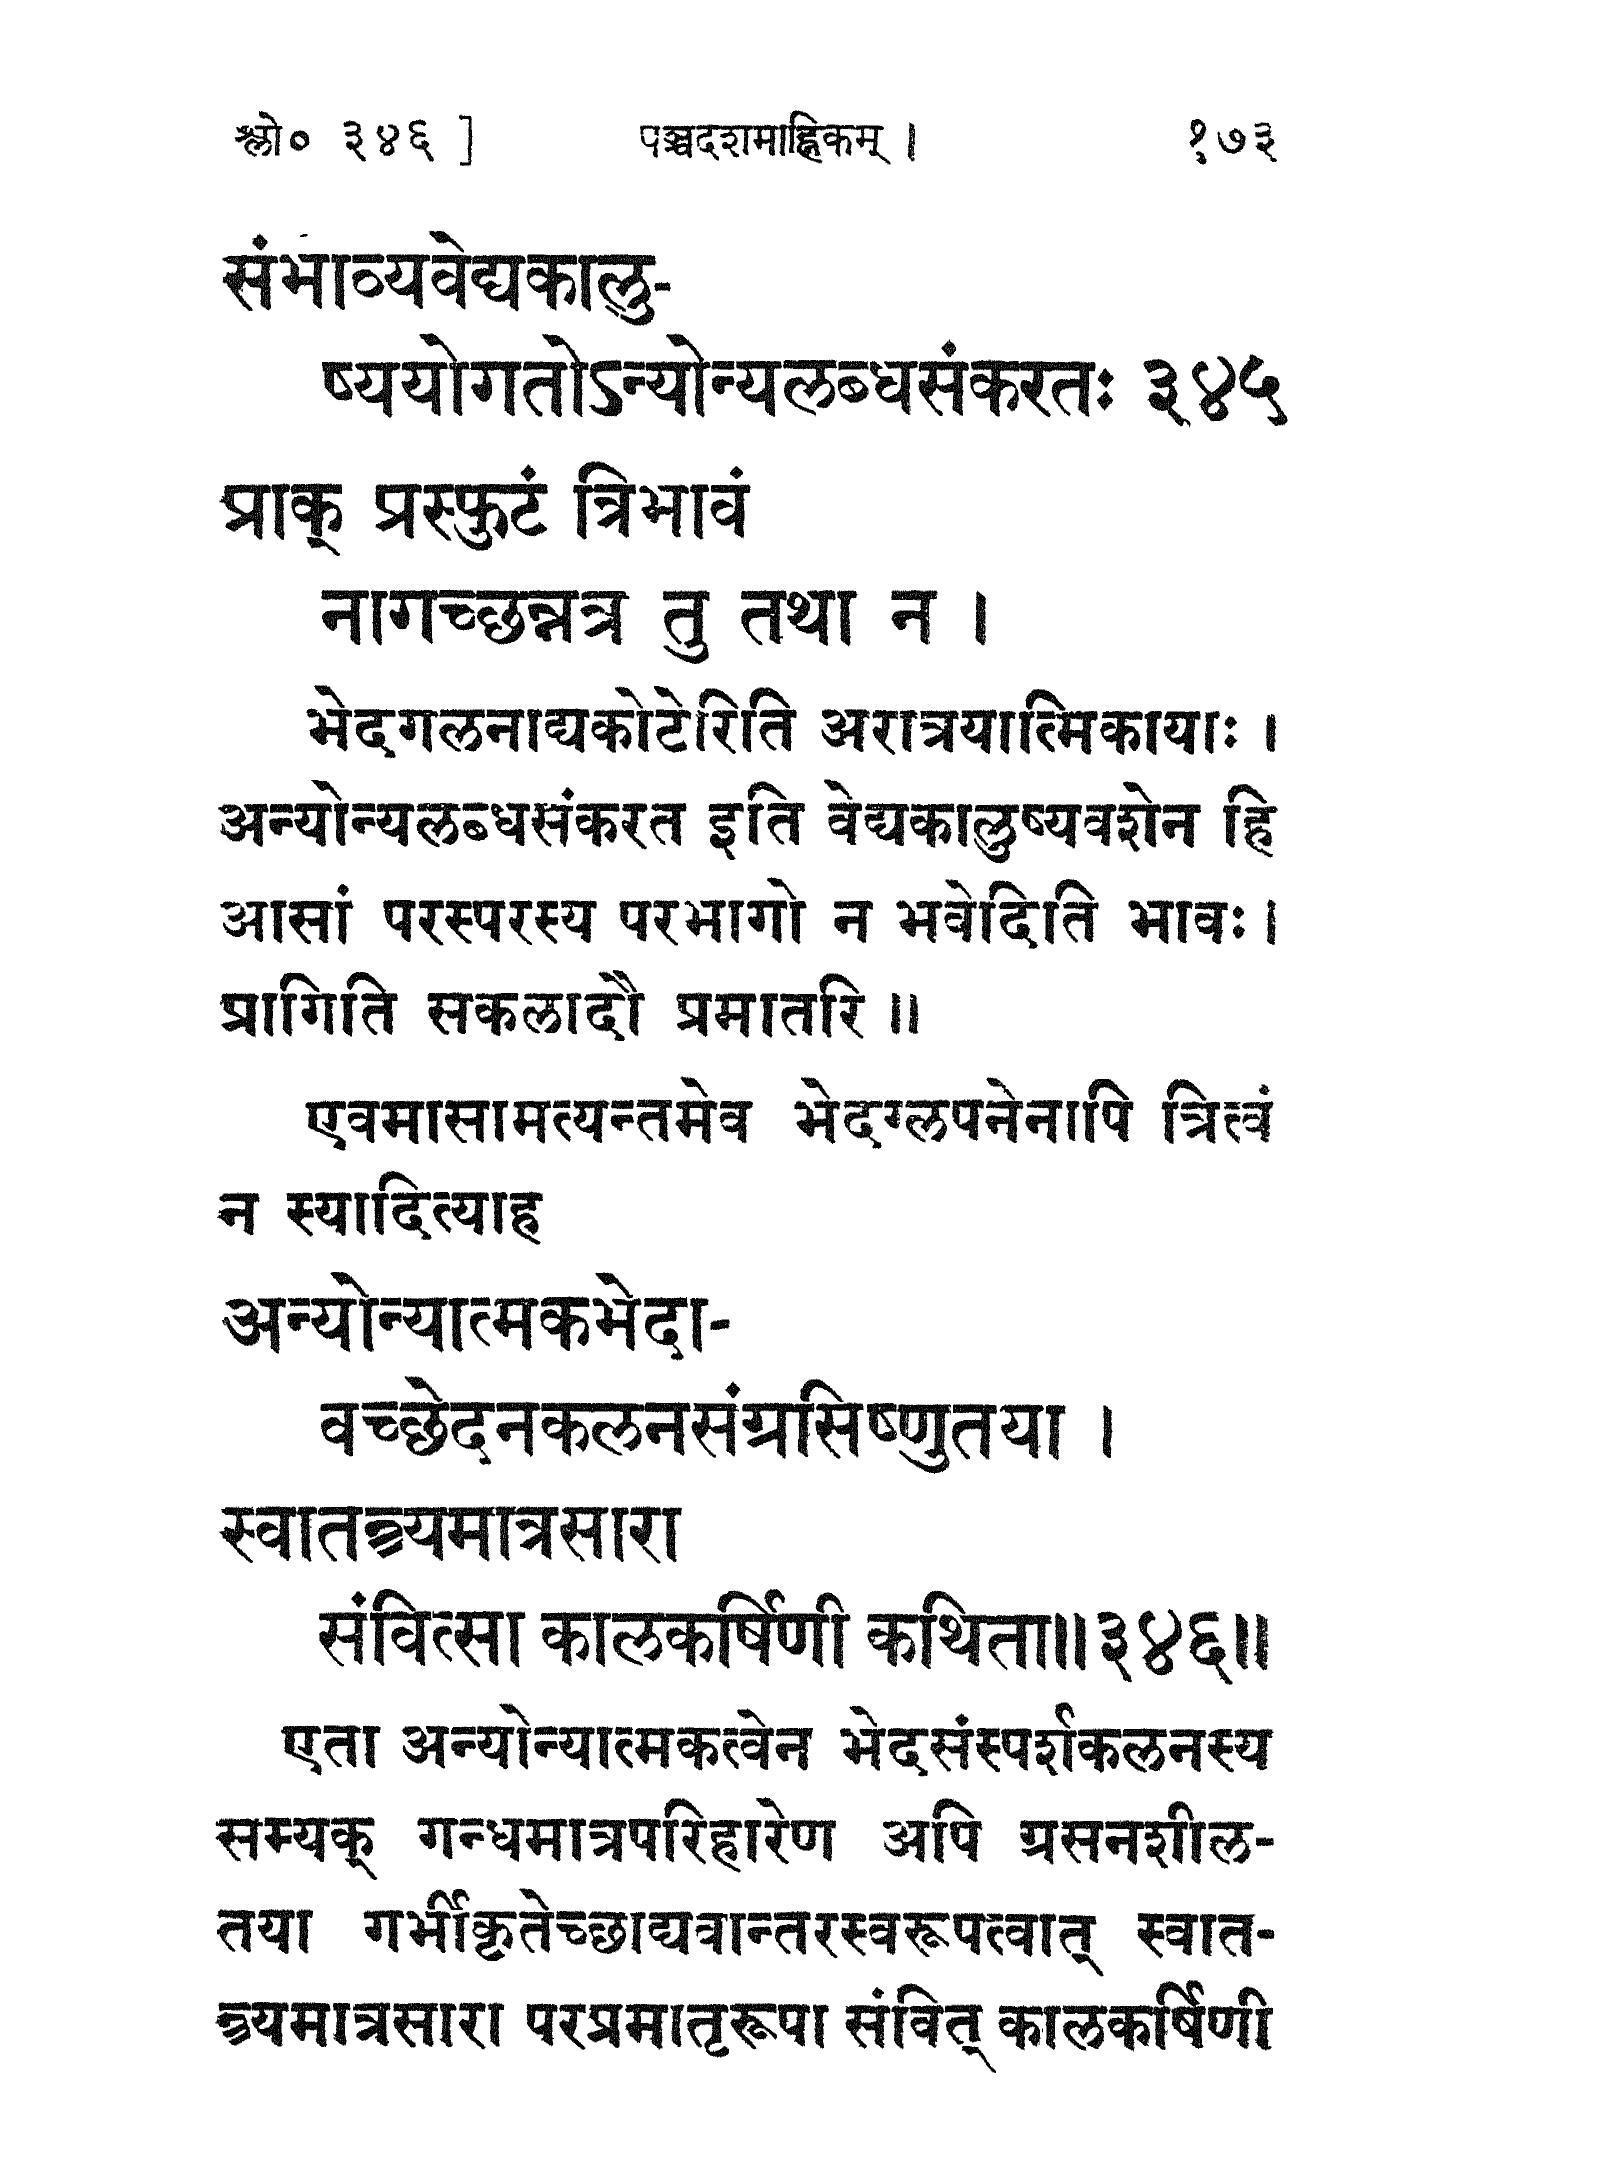 श्लो० ३४६ ] पञ्चदशमाह्निकम् । १७३
संभाव्यवेद्यकालु-
ष्ययोगतोऽन्योन्यलब्धसंकरतः ३४५
प्राक् प्रस्फुटं त्रिभावं
नागच्छन्नत्र तु तथा न ।
भेदगलनाद्यकोटेरिति अरात्रयात्मिकायाः ।
अन्योन्यलब्धसंकरत इति वेद्यकालुष्यवशेन हि
आसां परस्परस्य परभागो न भवेदिति भावः ।
प्रागिति सकलादौ प्रमातरि ॥
एवमासामत्यन्तमेव भेदग्लपनेनापि त्रित्वं
न स्यादित्याह
अन्योन्यात्मकभेदा-
वच्छेदनकलनसंग्रसिष्णुतया ।
स्वातन्त्र्यमात्रसारा
संवित्सा कालकर्षिणी कथिता॥३४६॥
एता अन्योन्यात्मकत्वेन भेदसंस्पर्शकलनस्य
सम्यक् गन्धमात्रपरिहारेण अपि ग्रसनशील-
तया गर्भीकृतेच्छाद्यवान्तरस्वरूपत्वात् स्वात-
न्त्र्यमात्रसारा परप्रमातृरूपा संवित् कालकर्षिणी